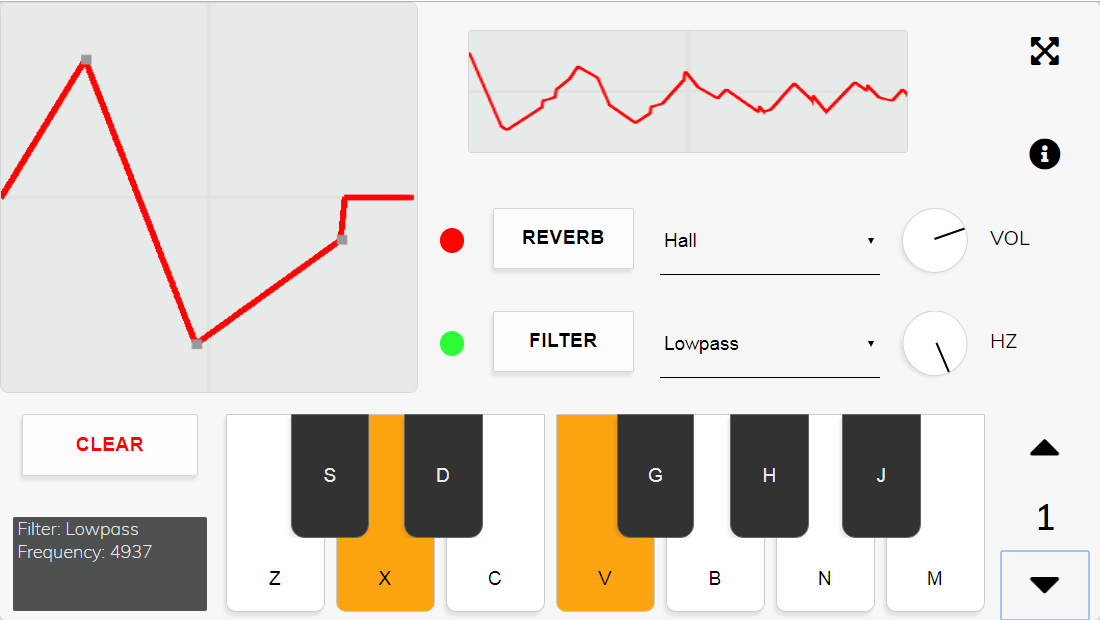 REVERB
Hall
VOL
FILTER
Lowpass
HZ
CLEAR
S
D
G
H
J
1
Filter: Lowpass
Frequency: 4937
Z
X
C
V
B
N
M